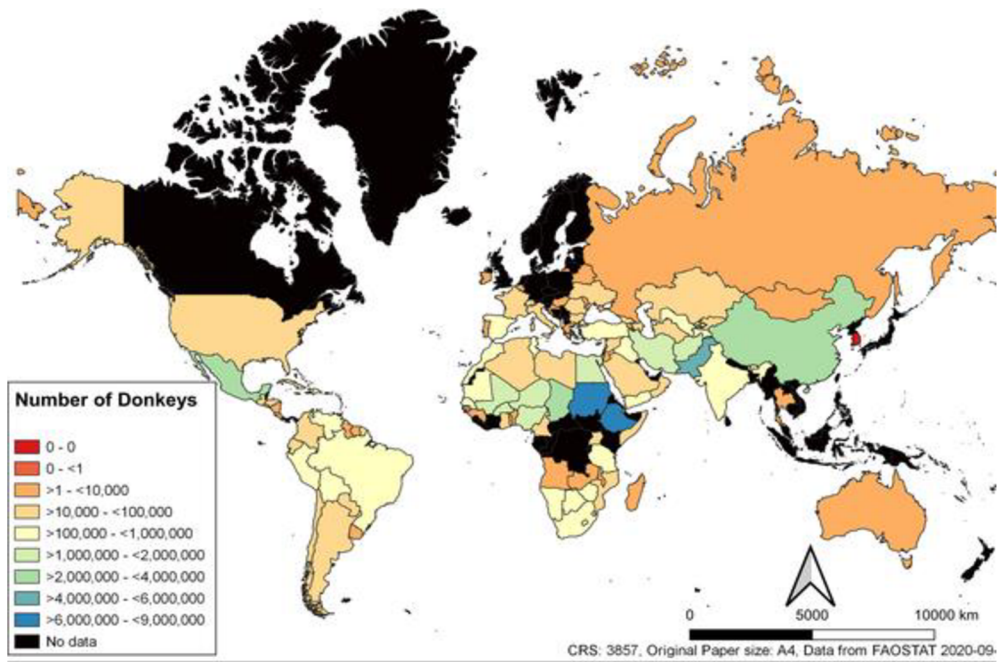 Number of Donkeys
0 - 0
0 - <1
>1 - <10,000
>10,000 - <100,000
>100,000 - <1,000,000
>1,000,000 - <2,000,000
>2,000,000 - <4,000,000
>4,000,000 - <6,000,000
>6,000,000 - <9,000,000
No data
0 5000 10000 km
CRS: 3857, Original Paper size: A4, Data from FAOSTAT 2020-09-